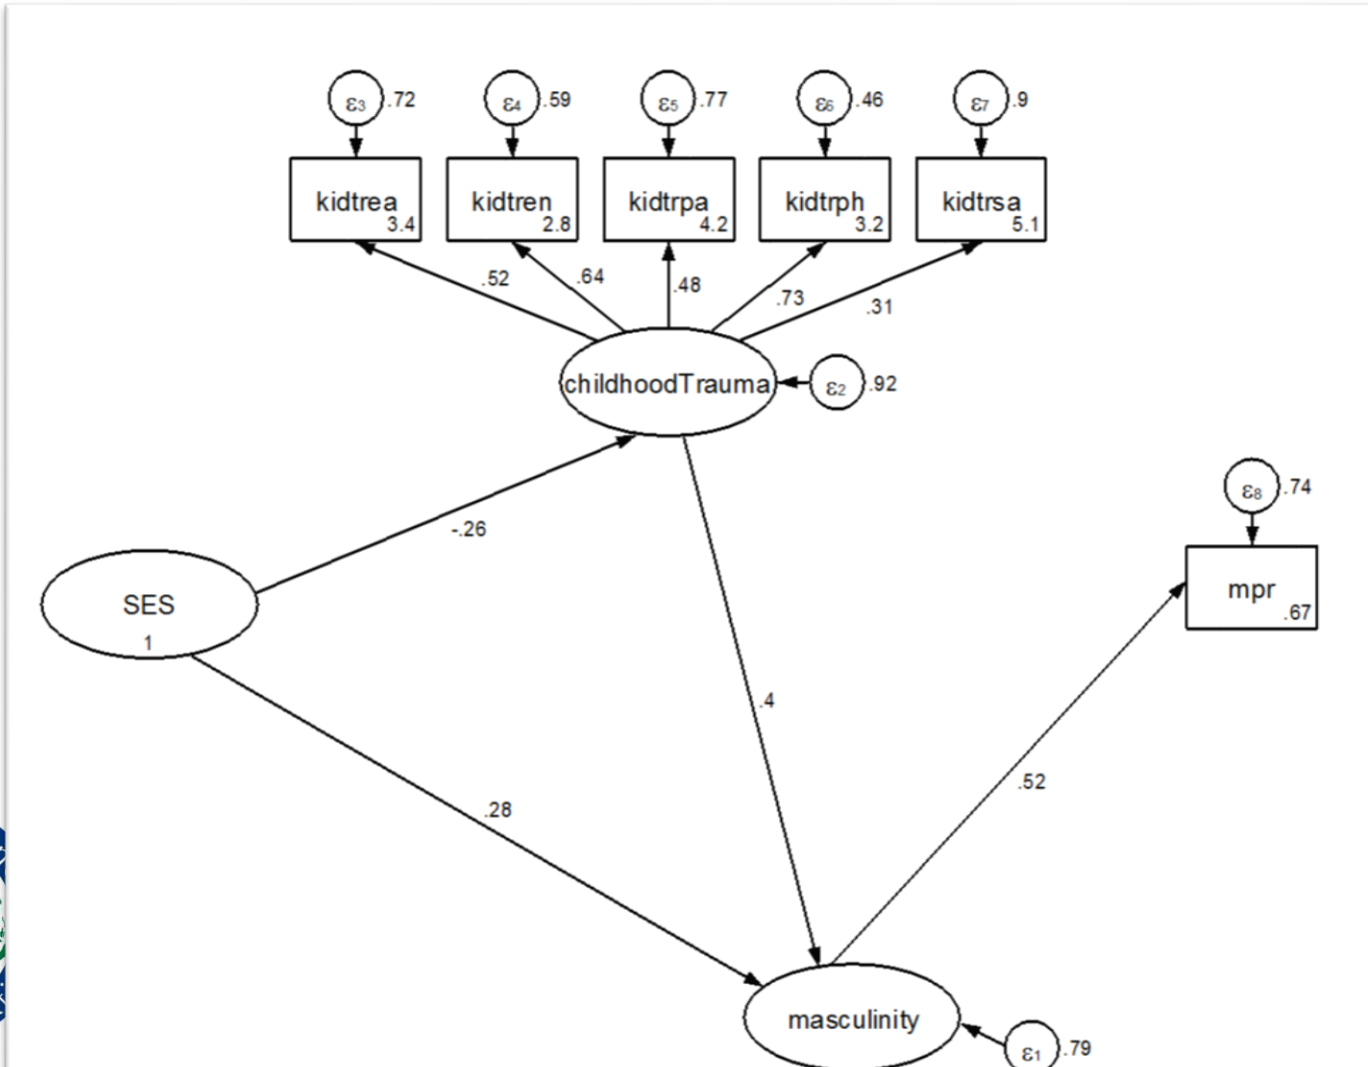 ε3 .72 ε4 .59 ε5 .77 ε6 .46 ε7 .9
kidtrea kidtren kidtrpa kidtrph kidtrsa
3.4 2.8 4.2 3.2 5.1
.52 .64 .48 .73 .31
childhoodTrauma ε2 .92
ε8 .74
-.26
mpr
.67
SES
1
.4
.52
.28
masculinity
ε1 .79